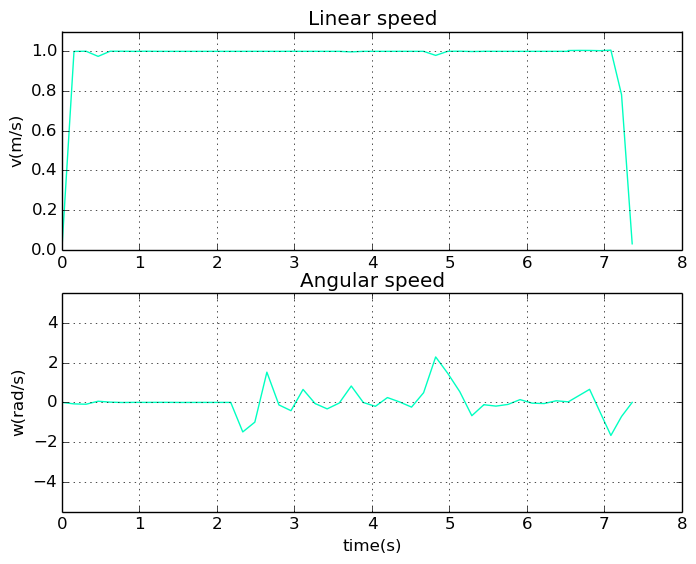 Linear speed
1.0
0.8
0.6
0.4
0.2
0.0
v(m/s)
0 1 2 3 4 5 6 7 8
Angular speed
4
2
0
−2
−4
w(rad/s)
0 1 2 3 4 5 6 7 8
time(s)